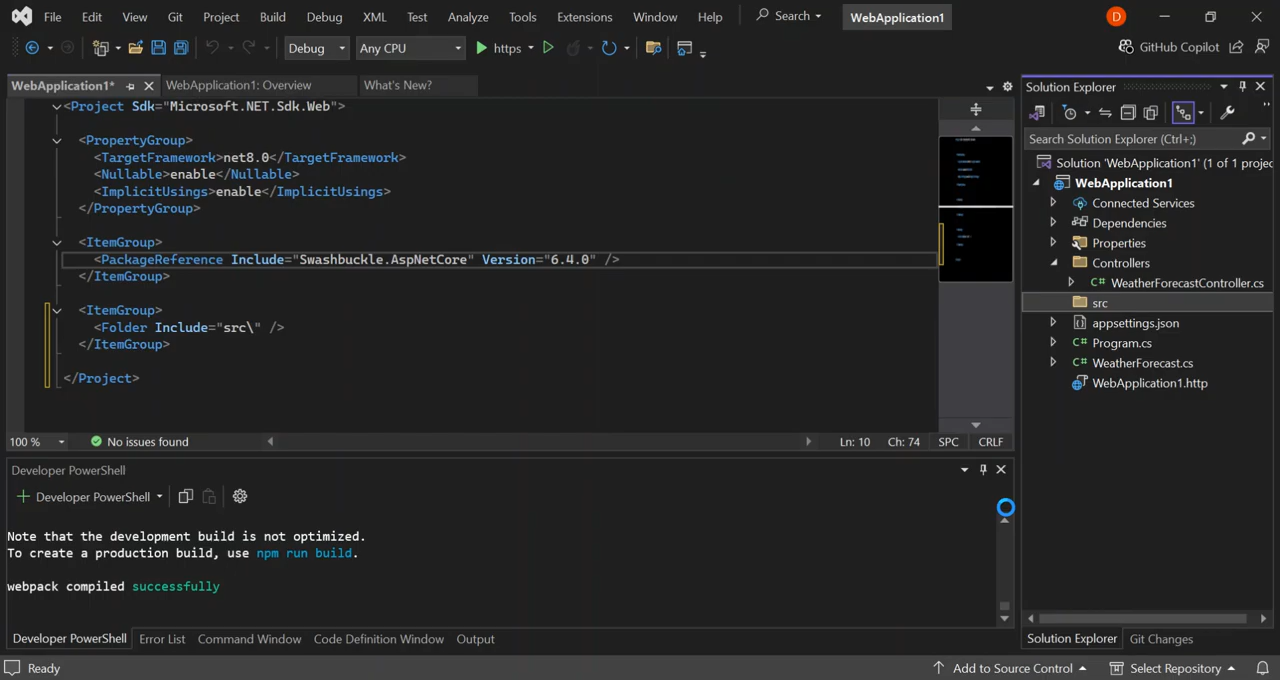 File Edit View Git Project Build Debug XML Test Analyze Tools Extensions Window Help Search WebApplication1 D
Debug Any CPU https GitHub Copilot
WebApplication1* WebApplication1: Overview What's New?
<Project Sdk="Microsoft.NET.Sdk.Web">
<PropertyGroup>
<TargetFramework>net8.0</TargetFramework>
<Nullable>enable</Nullable>
<ImplicitUsings>enable</ImplicitUsings>
</PropertyGroup>
<ItemGroup>
<PackageReference Include="Swashbuckle.AspNetCore" Version="6.4.0" />
</ItemGroup>
<ItemGroup>
<Folder Include="src\" />
</ItemGroup>
</Project>
100 % No issues found Ln: 10 Ch: 74 SPC CRLF
Developer PowerShell
Developer PowerShell
Note that the development build is not optimized.
To create a production build, use npm run build.
webpack compiled successfully
Developer PowerShell Error List Command Window Code Definition Window Output
Solution Explorer
Search Solution Explorer (Ctrl+;)
Solution 'WebApplication1' (1 of 1 projec
WebApplication1
Connected Services
Dependencies
Properties
Controllers
C# WeatherForecastController.cs
src
appsettings.json
C# Program.cs
C# WeatherForecast.cs
WebApplication1.http
Solution Explorer Git Changes
Ready Add to Source Control Select Repository